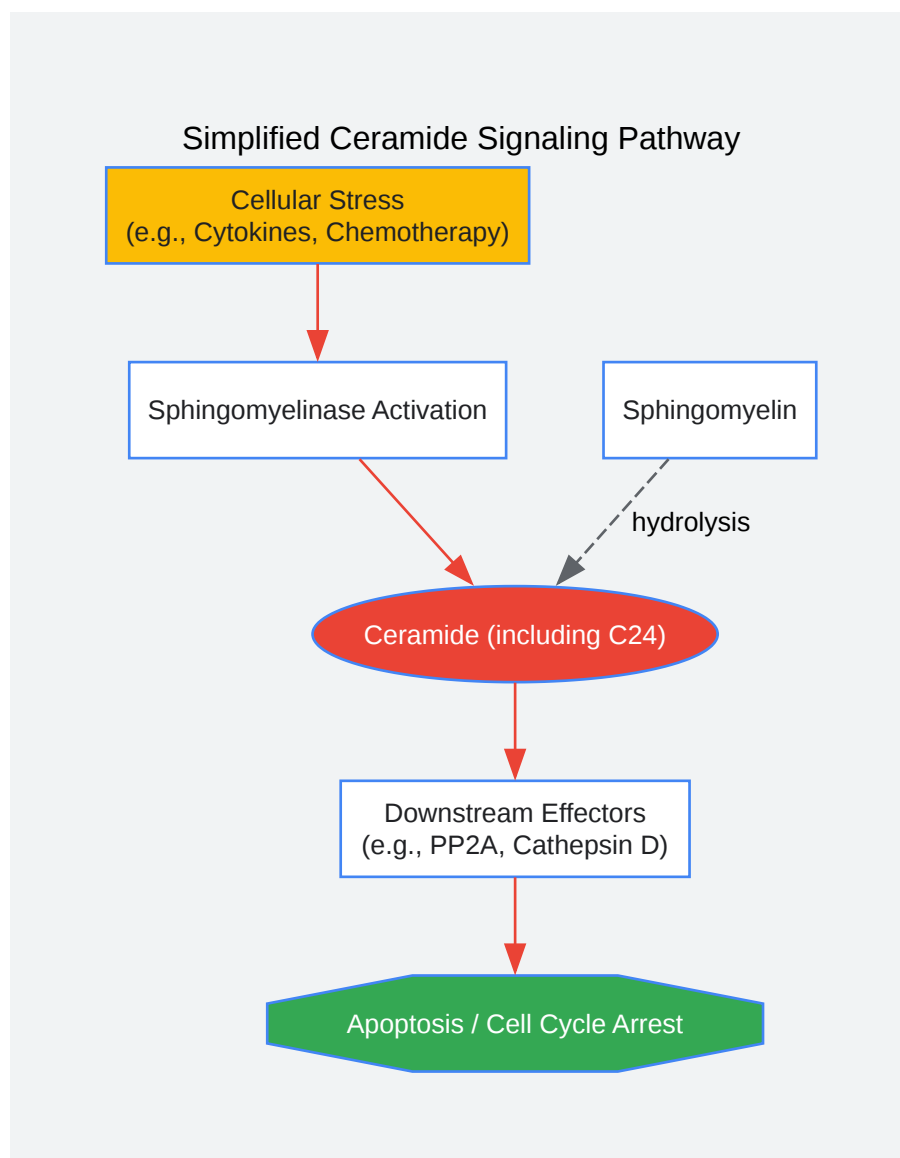 Simplified Ceramide Signaling Pathway
Cellular Stress
(e.g., Cytokines, Chemotherapy)
Sphingomyelinase Activation
Sphingomyelin
hydrolysis
Ceramide (including C24)
Downstream Effectors
(e.g., PP2A, Cathepsin D)
Apoptosis / Cell Cycle Arrest